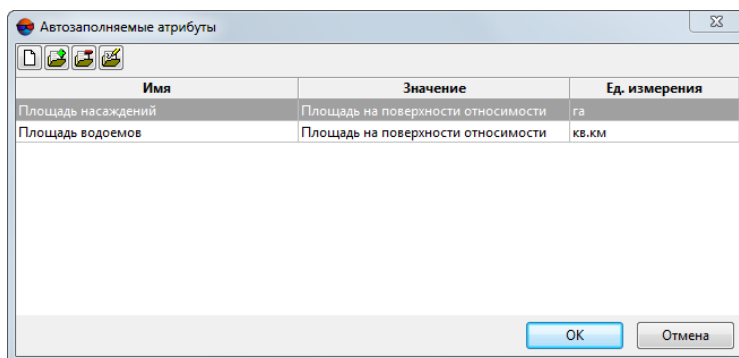 Автозаполняемые атрибуты
Имя Значение Ед. измерения
Площадь насаждений Площадь на поверхности относимости га
Площадь водоемов Площадь на поверхности относимости кв.км
OK Отмена